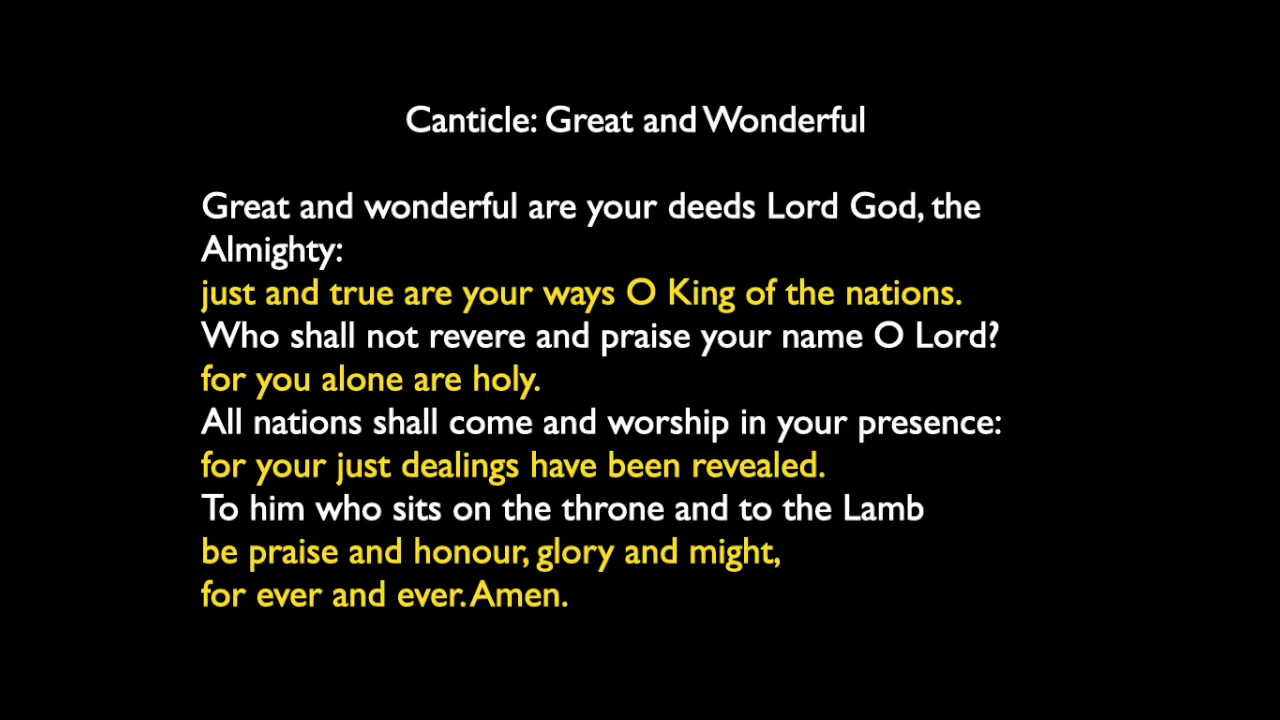 Canticle: Great and Wonderful
Great and wonderful are your deeds Lord God, the
Almighty:
just and true are your ways O King of the nations.
Who shall not revere and praise your name O Lord?
for you alone are holy.
All nations shall come and worship in your presence:
for your just dealings have been revealed.
To him who sits on the throne and to the Lamb
be praise and honour, glory and might,
for ever and ever. Amen.